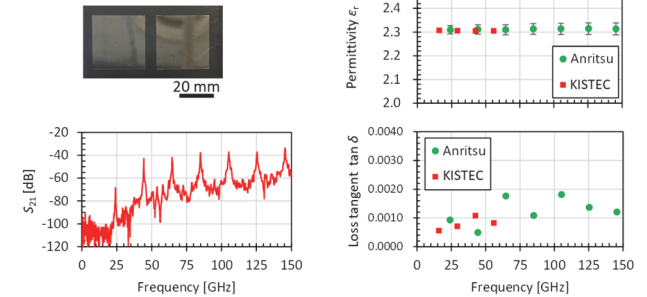 20 mm
Permittivity εr
2.4
2.3
2.2
2.1
2.0
Anritsu
KISTEC
S21 [dB]
-20
-40
-60
-80
-100
-120
0 25 50 75 100 125 150
Frequency [GHz]
Loss tangent tan δ
0.0040
0.0030
0.0020
0.0010
0.0000
Anritsu
KISTEC
0 25 50 75 100 125 150
Frequency [GHz]